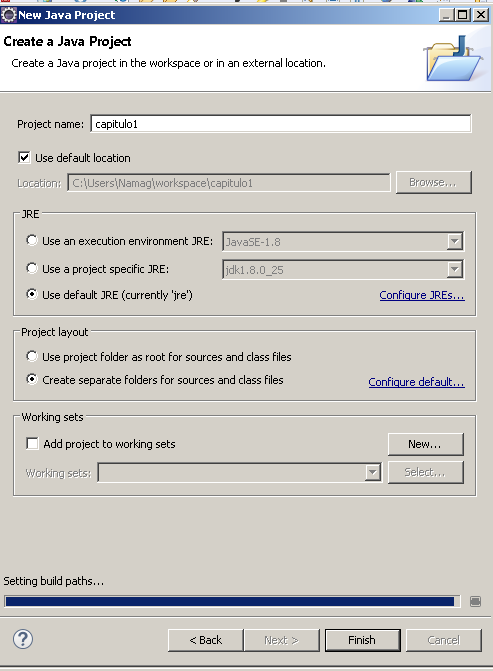 New Java Project
Create a Java Project
Create a Java project in the workspace or in an external location.
Project name: capitulo1
Use default location
Location: C:\Users\Namag\workspace\capitulo1 Browse...
JRE
Use an execution environment JRE: JavaSE-1.8
Use a project specific JRE: jdk1.8.0_25
Use default JRE (currently 'jre') Configure JREs...
Project layout
Use project folder as root for sources and class files
Create separate folders for sources and class files Configure default...
Working sets
Add project to working sets New...
Working sets: Select...
Setting build paths...
? < Back Next > Finish Cancel